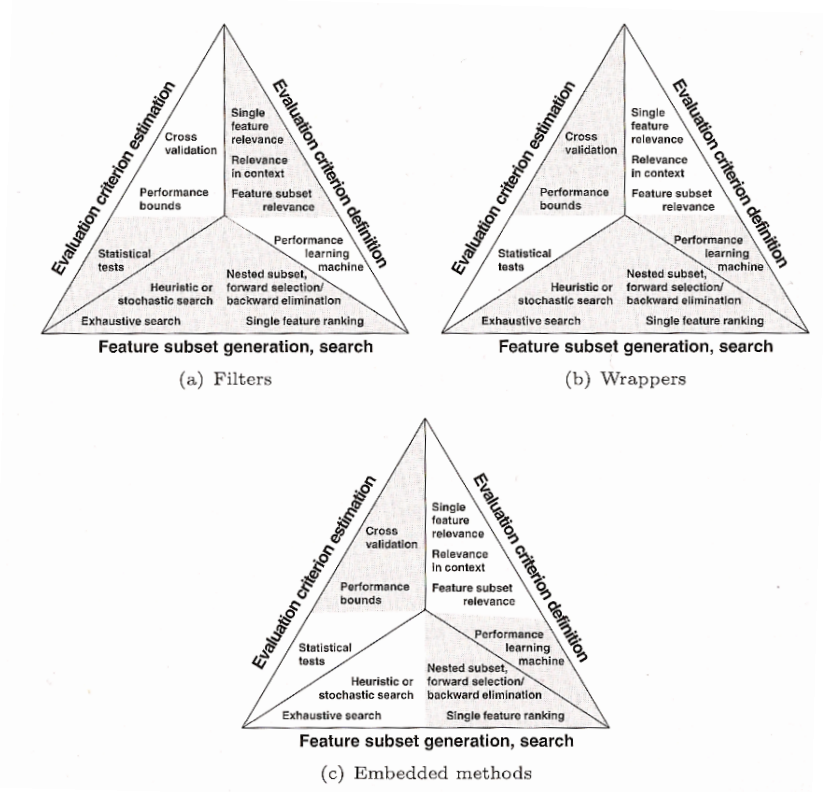 Evaluation criterion estimation
Evaluation criterion definition
Cross
validation
Performance
bounds
Statistical
tests
Single
feature
relevance
Relevance
in context
Feature subset
relevance
Performance
learning
machine
Heuristic or
stochastic search
Nested subset,
forward selection/
backward elimination
Exhaustive search
Single feature ranking
Feature subset generation, search
(a) Filters
Evaluation criterion estimation
Evaluation criterion definition
Cross
validation
Performance
bounds
Statistical
tests
Single
feature
relevance
Relevance
in context
Feature subset
relevance
Performance
learning
machine
Heuristic or
stochastic search
Nested subset,
forward selection/
backward elimination
Exhaustive search
Single feature ranking
Feature subset generation, search
(b) Wrappers
Evaluation criterion estimation
Evaluation criterion definition
Cross
validation
Performance
bounds
Statistical
tests
Single
feature
relevance
Relevance
in context
Feature subset
relevance
Performance
learning
machine
Heuristic or
stochastic search
Nested subset,
forward selection/
backward elimination
Exhaustive search
Single feature ranking
Feature subset generation, search
(c) Embedded methods